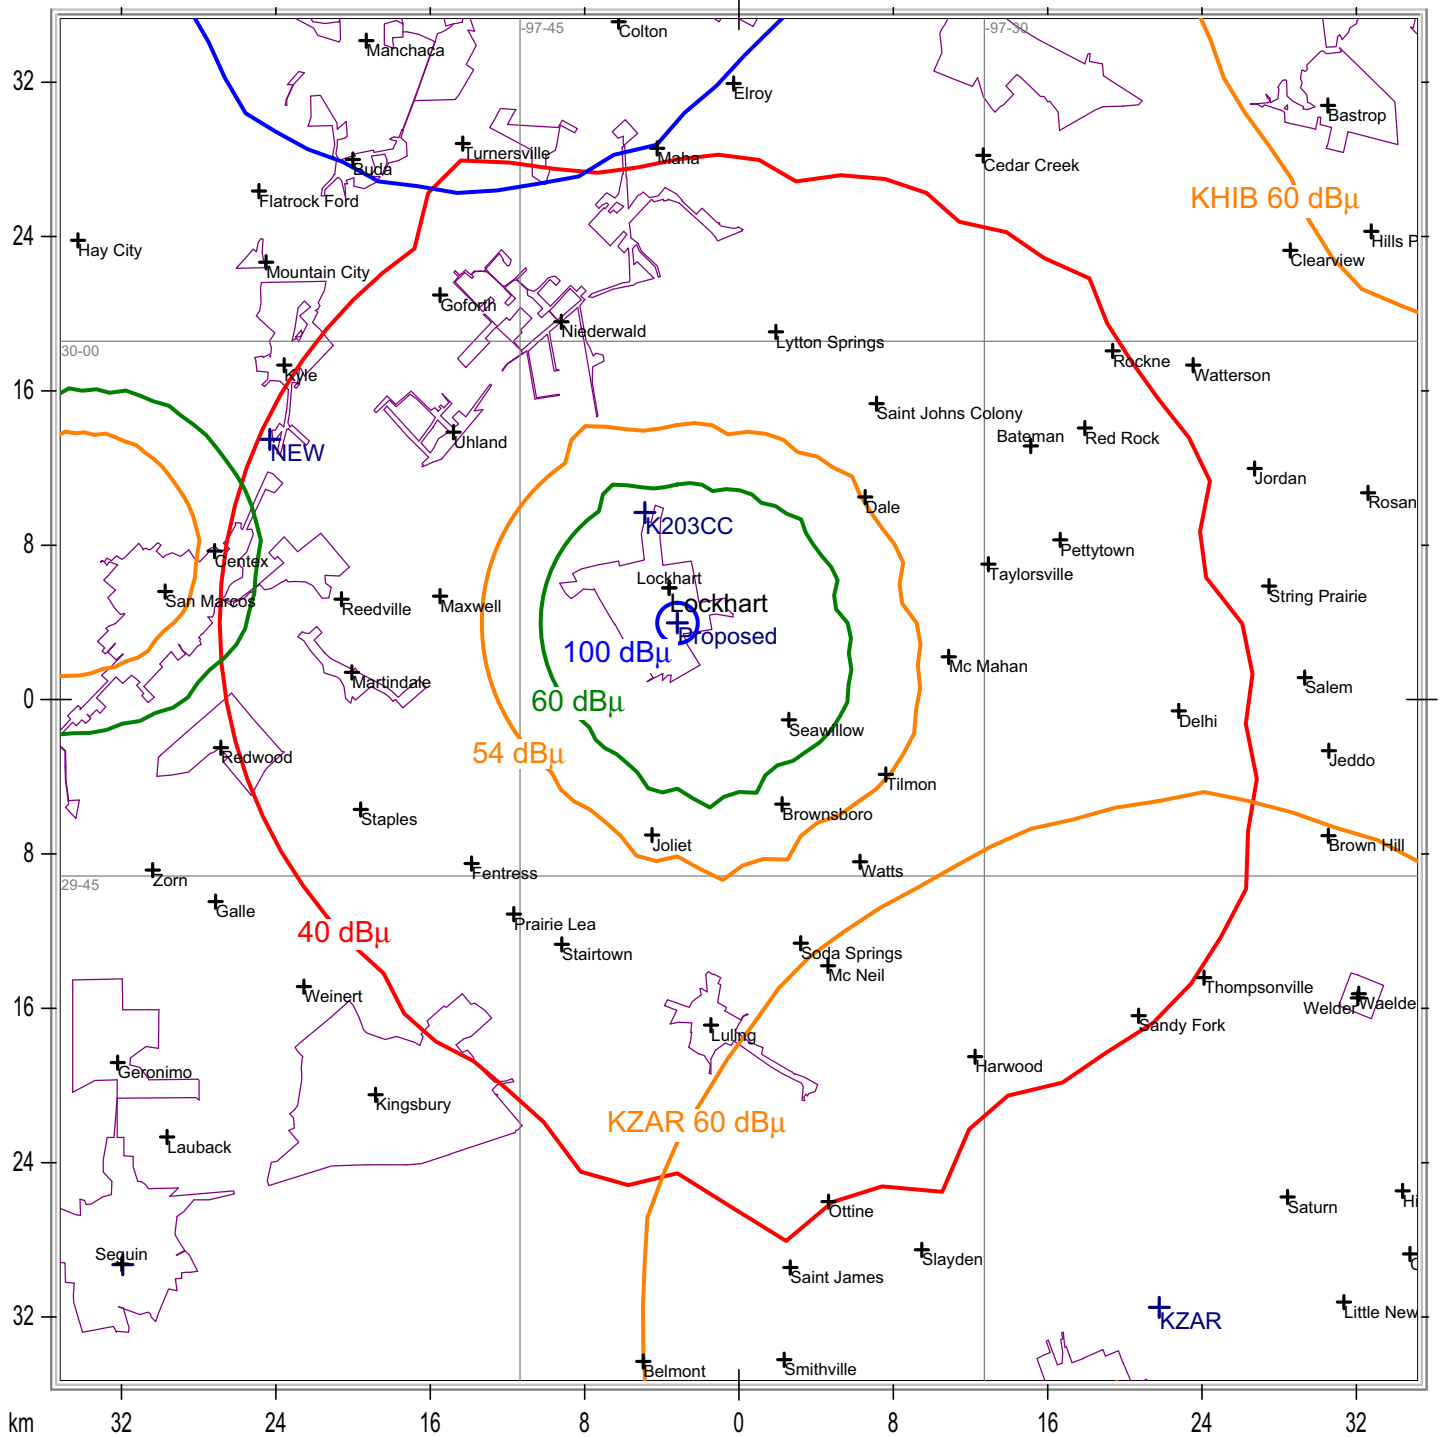 -97-45
-97-30
Colton
Manchaca
32
Elroy
Bastrop
Turnersville
Maha
Buda
Cedar Creek
Flatrock Ford
KHIB 60 dBµ
24
Hay City
Hills P
Clearview
Mountain City
Goforth
Niederwald
Lytton Springs
30-00
Rockne
Kyle
Watterson
16
Saint Johns Colony
Bateman
Red Rock
Uhland
NEW
Jordan
Rosan
Dale
K203CC
8
Centex
Pettytown
Taylorsville
Lockhart
String Prairie
San Marcos
Reedville
Maxwell
Lockhart
Proposed
100 dBµ
Mc Mahan
Martindale
Salem
0
60 dBµ
Delhi
Seawillow
54 dBµ
Redwood
Jeddo
Tilmon
Staples
Brownsboro
Joliet
Brown Hill
8
Fentress
Watts
Zorn
29-45
Galle
Prairie Lea
40 dBµ
Stairtown
Soda Springs
Mc Neil
Thompsonville
Weinert
16
Welder
Waelde
Sandy Fork
Luling
Harwood
Geronimo
Kingsbury
KZAR 60 dBµ
Lauback
24
Hi
Saturn
Ottine
Seguin
Slayden
Saint James
Little New
32
KZAR
Belmont
Smithville
km
32
24
16
8
0
8
16
24
32